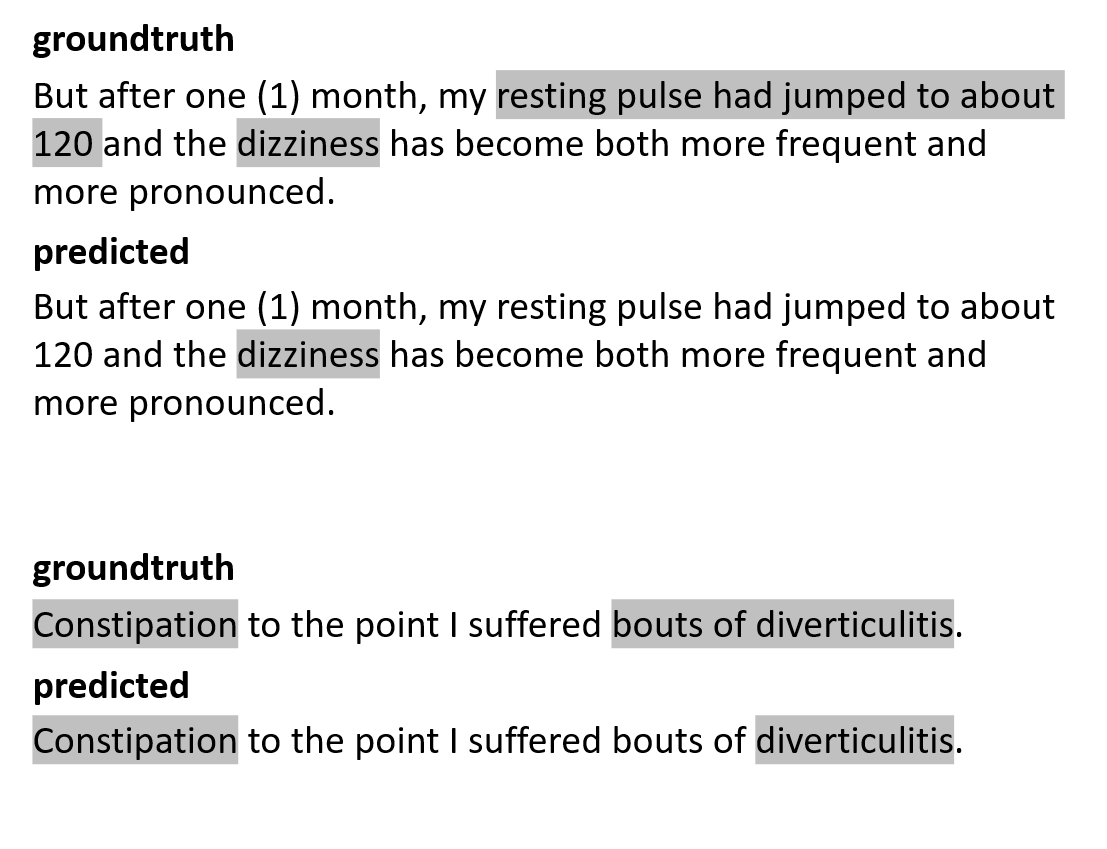 groundtruth
But after one (1) month, my resting pulse had jumped to about
120 and the dizziness has become both more frequent and
more pronounced.
predicted
But after one (1) month, my resting pulse had jumped to about
120 and the dizziness has become both more frequent and
more pronounced.
groundtruth
Constipation to the point I suffered bouts of diverticulitis.
predicted
Constipation to the point I suffered bouts of diverticulitis.